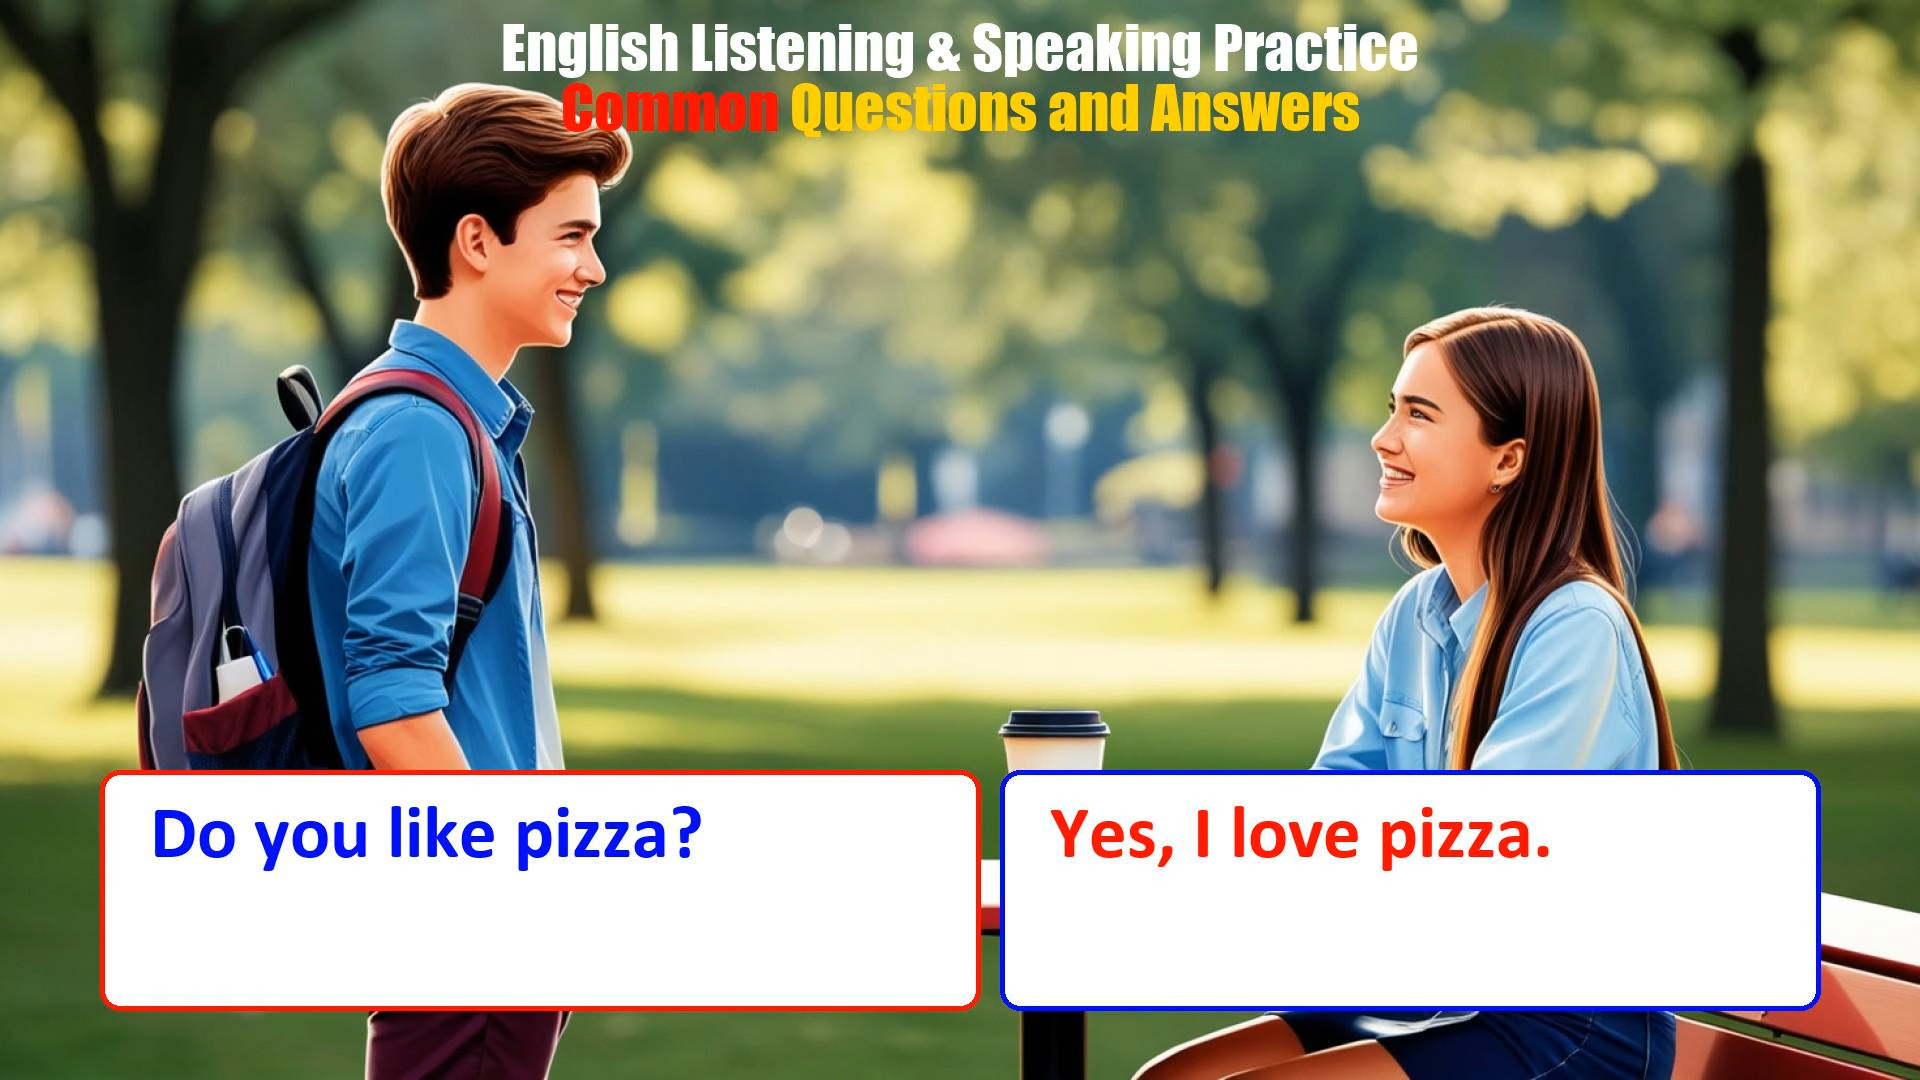 English Listening & Speaking Practice
Common Questions and Answers
Do you like pizza?
Yes, I love pizza.